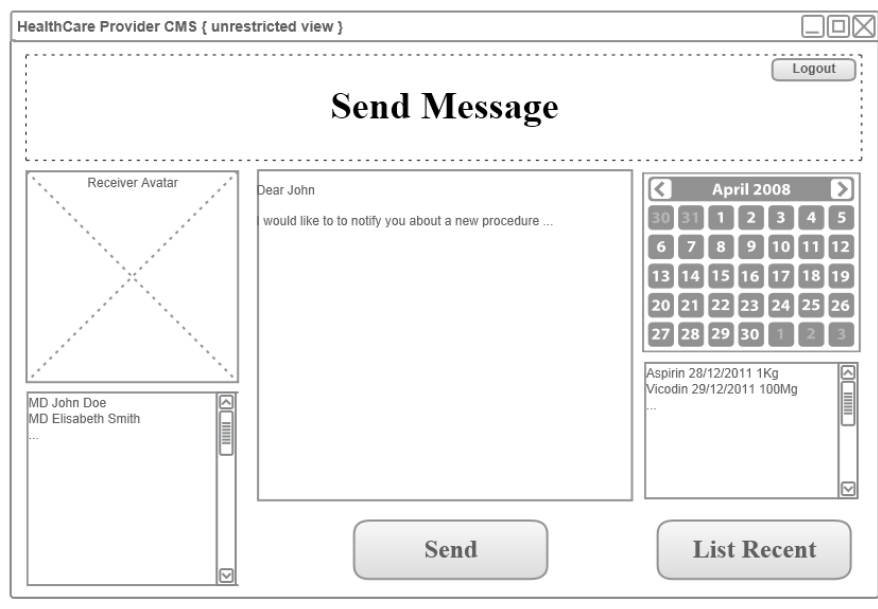 HealthCare Provider CMS { unrestricted view }
Logout
Send Message
Receiver Avatar
MD John Doe
MD Elisabeth Smith
...
Dear John
I would like to to notify you about a new procedure ...
Send
April 2008
30 31 1 2 3 4 5
6 7 8 9 10 11 12
13 14 15 16 17 18 19
20 21 22 23 24 25 26
27 28 29 30 1 2 3
Aspirin 28/12/2011 1Kg
Vicodin 29/12/2011 100Mg
...
List Recent